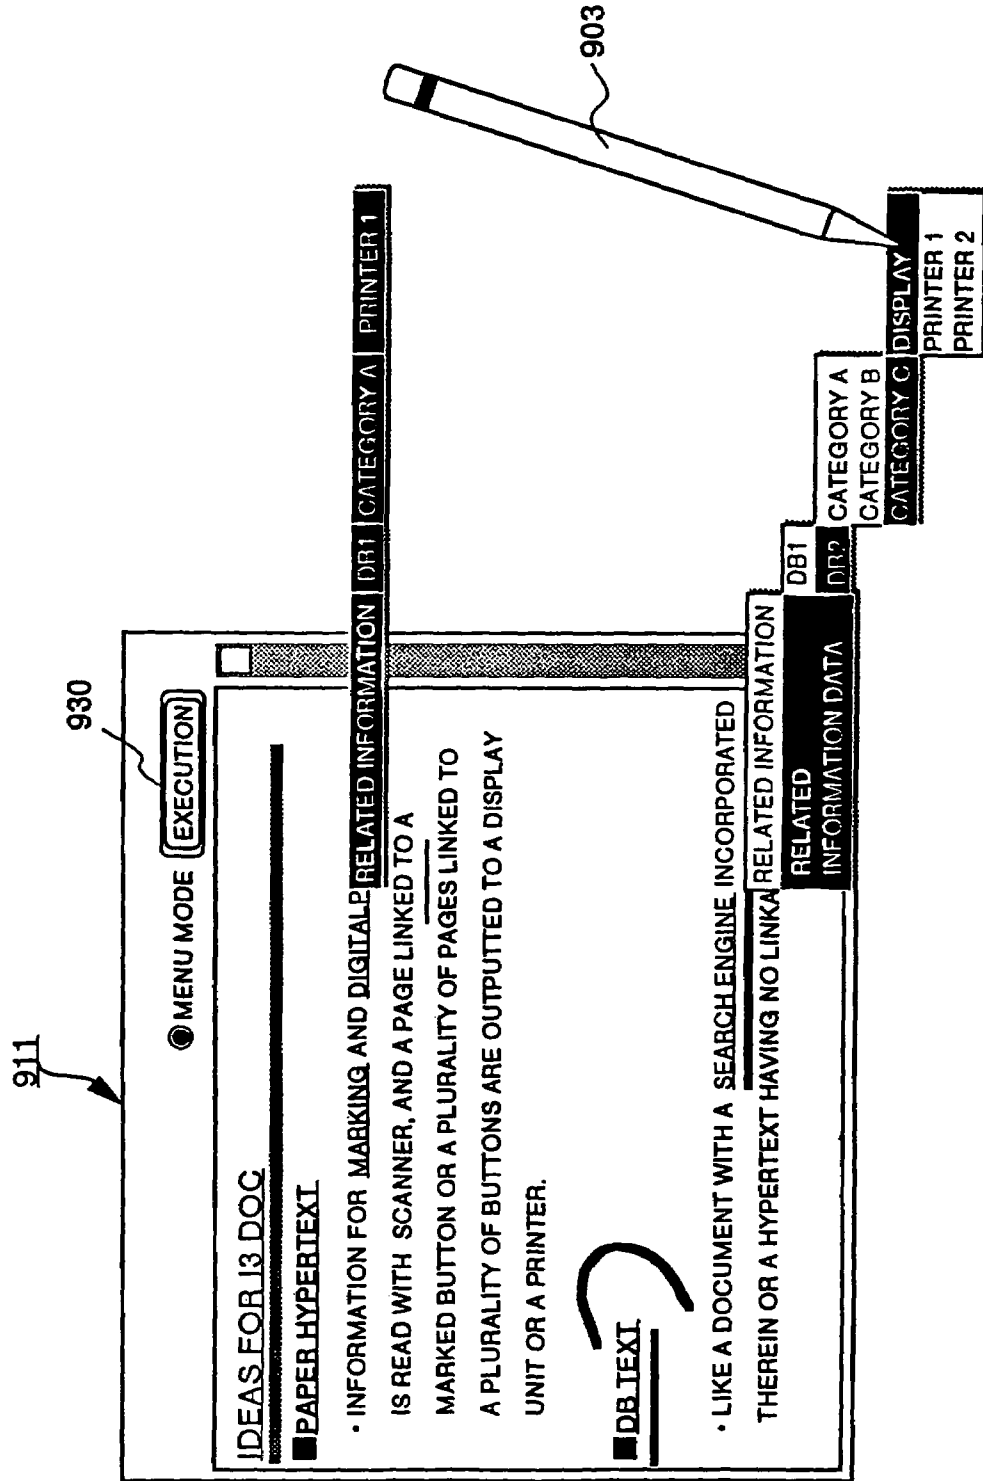 911
930
903
MENU MODE
EXECUTION
IDEAS FOR I3 DOC
PAPER HYPERTEXT
• INFORMATION FOR MARKING AND DIGITALP
RELATED INFORMATION DB1 CATEGORY A PRINTER 1
IS READ WITH SCANNER, AND A PAGE LINKED TO A
MARKED BUTTON OR A PLURALITY OF PAGES LINKED TO
A PLURALITY OF BUTTONS ARE OUTPUTTED TO A DISPLAY
UNIT OR A PRINTER.
DB TEXT
• LIKE A DOCUMENT WITH A SEARCH ENGINE INCORPORATED
THEREIN OR A HYPERTEXT HAVING NO LINKA
RELATED INFORMATION
RELATED
INFORMATION DATA
DB1
DB2
CATEGORY A
CATEGORY B
CATEGORY C
DISPLAY
PRINTER 1
PRINTER 2